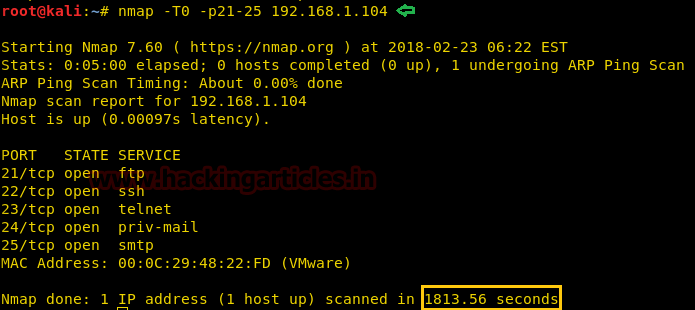 root@kali:~# nmap -T0 -p21-25 192.168.1.104
Starting Nmap 7.60 ( https://nmap.org ) at 2018-02-23 06:22 EST
Stats: 0:05:00 elapsed; 0 hosts completed (0 up), 1 undergoing ARP Ping Scan
ARP Ping Scan Timing: About 0.00% done
Nmap scan report for 192.168.1.104
Host is up (0.00097s latency).
PORT   STATE SERVICE
21/tcp open  ftp
www.hackingarticles.in
22/tcp open  ssh
23/tcp open  telnet
24/tcp open  priv-mail
25/tcp open  smtp
MAC Address: 00:0C:29:48:22:FD (VMware)
Nmap done: 1 IP address (1 host up) scanned in 1813.56 seconds